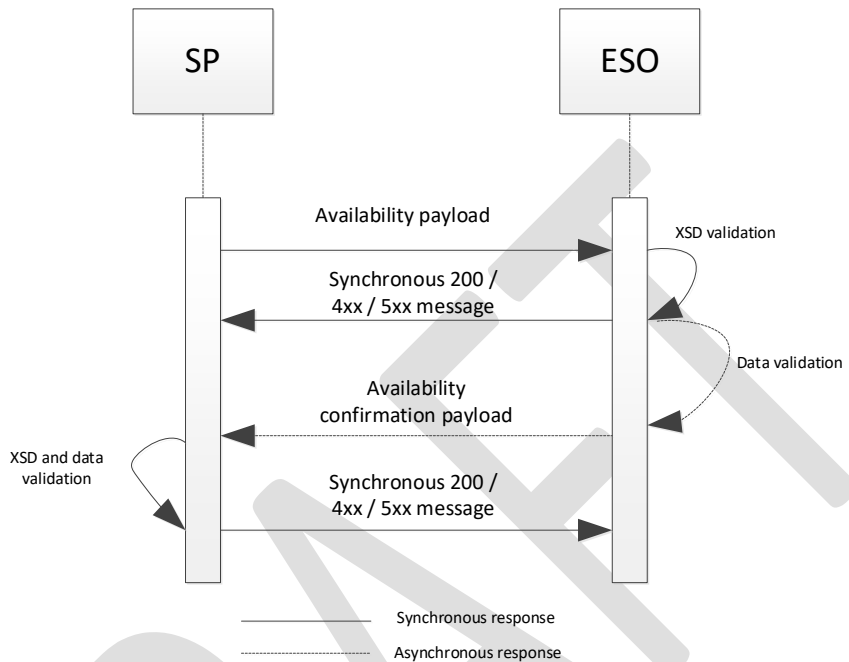 SP
ESO
Availability payload
XSD validation
Synchronous 200 /
4xx / 5xx message
Data validation
Availability
confirmation payload
XSD and data
validation
Synchronous 200 /
4xx / 5xx message
Synchronous response
Asynchronous response